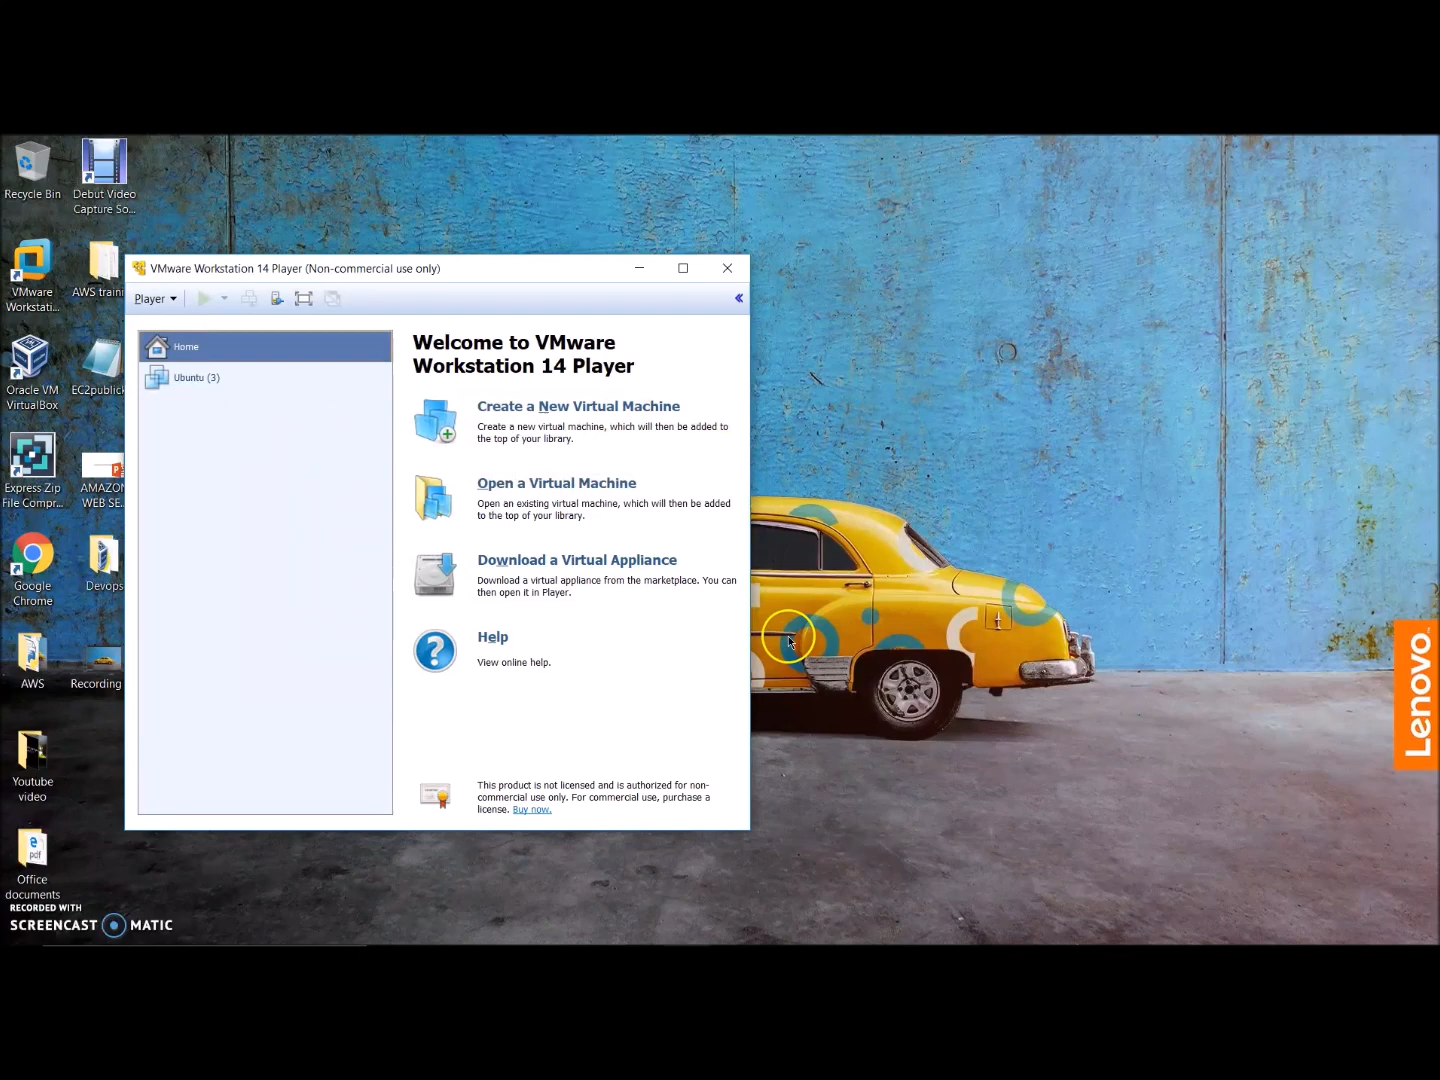 Recycle Bin
Debut Video
Capture So...
VMware
Workstati...
AWS traini
Oracle VM
VirtualBox
EC2publick
Express Zip
File Compr...
AMAZON
WEB SE...
Google
Chrome
Devops
AWS
Recording
Youtube
video
Office
documents
RECORDED WITH
SCREENCAST MATIC
VMware Workstation 14 Player (Non-commercial use only)
Player
Home
Ubuntu (3)
Welcome to VMware
Workstation 14 Player
Create a New Virtual Machine
Create a new virtual machine, which will then be added to
the top of your library.
Open a Virtual Machine
Open an existing virtual machine, which will then be added
to the top of your library.
Download a Virtual Appliance
Download a virtual appliance from the marketplace. You can
then open it in Player.
Help
View online help.
This product is not licensed and is authorized for non-
commercial use only. For commercial use, purchase a
license. Buy now.
Lenovo